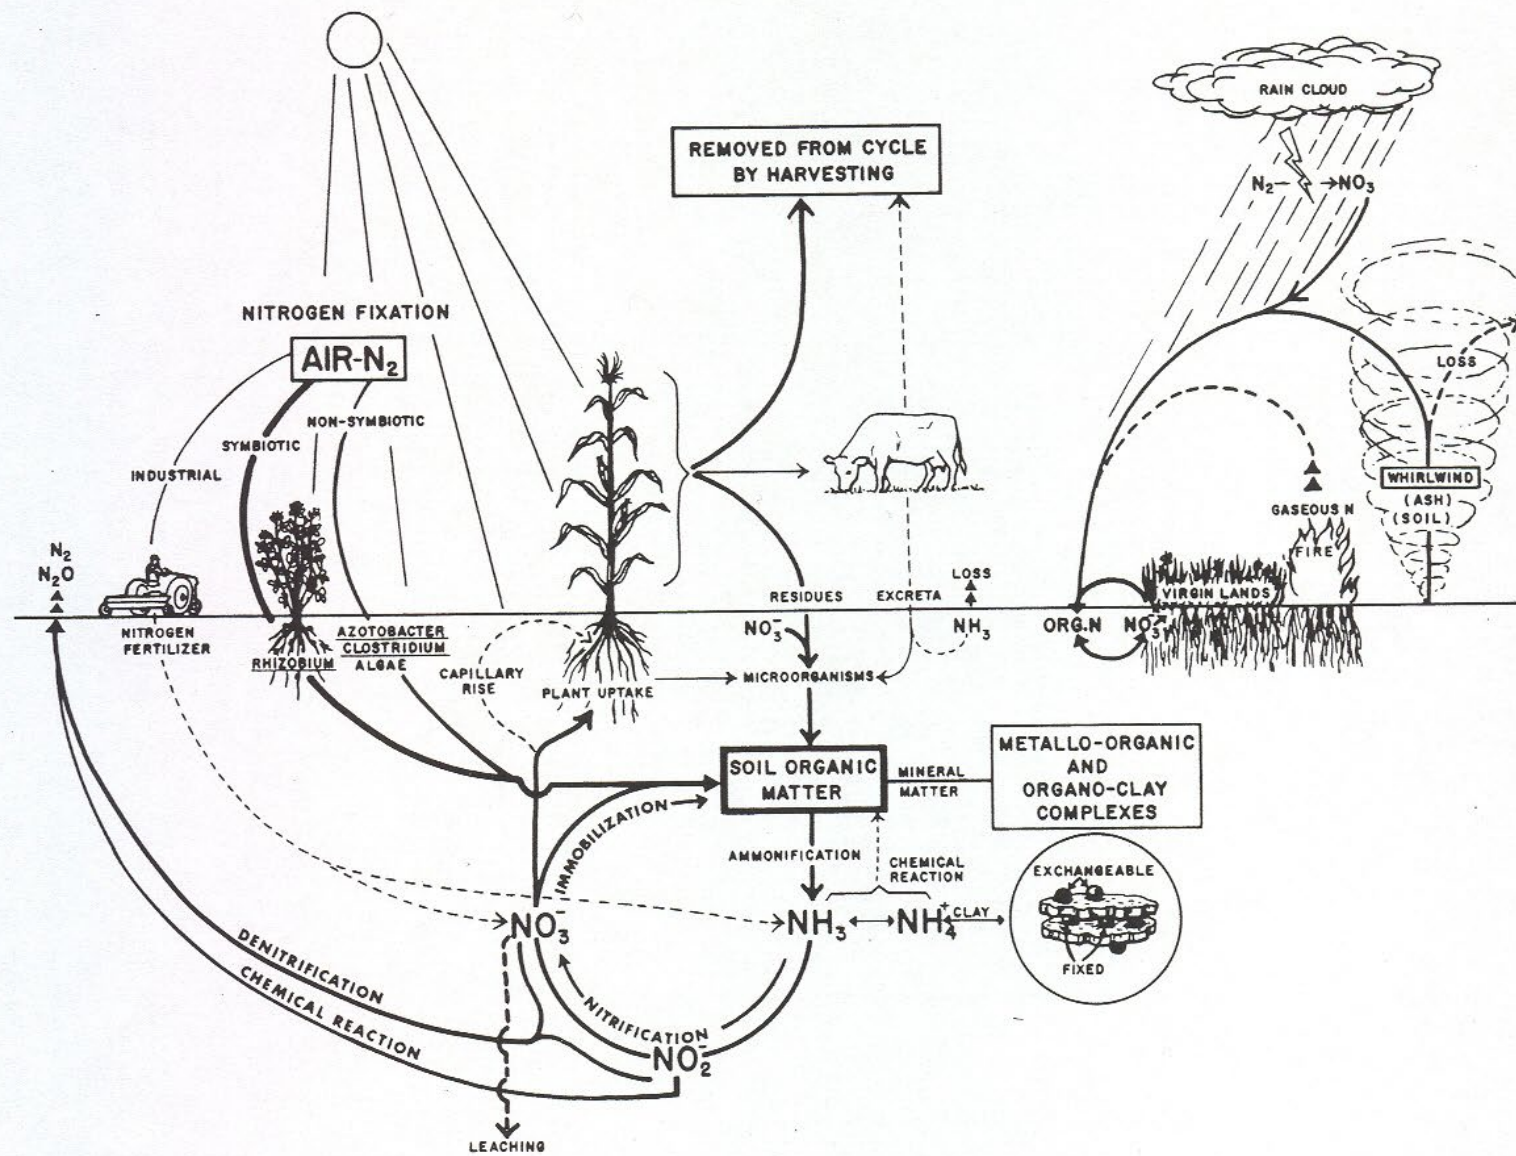 RAIN CLOUD
N₂ → NO₃
REMOVED FROM CYCLE
BY HARVESTING
NITROGEN FIXATION
AIR-N₂
NON-SYMBIOTIC
SYMBIOTIC
INDUSTRIAL
LOSS
WHIRLWIND
(ASH)
(SOIL)
GASEOUS N
FIRE
VIRGIN LANDS
ORG.N
NO₃⁻
N₂
N₂O
NITROGEN
FERTILIZER
RHIZOBIUM
AZOTOBACTER
CLOSTRIDIUM
ALGAE
CAPILLARY
RISE
PLANT UPTAKE
RESIDUES
EXCRETA
LOSS
NH₃
NO₃⁻
MICROORGANISMS
SOIL ORGANIC
MATTER
MINERAL
MATTER
METALLO-ORGANIC
AND
ORGANO-CLAY
COMPLEXES
IMMOBILIZATION
AMMONIFICATION
CHEMICAL
REACTION
EXCHANGEABLE
FIXED
NO₃⁻
NH₃
NH₄⁺
CLAY
DENITRIFICATION
CHEMICAL REACTION
NITRIFICATION
NO₂⁻
LEACHING